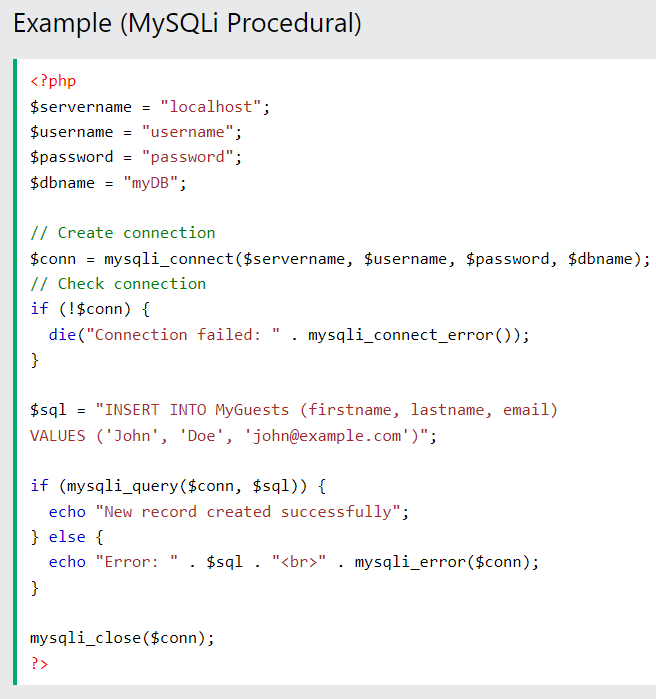 Example (MySQLi Procedural)
<?php
$servername = "localhost";
$username = "username";
$password = "password";
$dbname = "myDB";
// Create connection
$conn = mysqli_connect($servername, $username, $password, $dbname);
// Check connection
if (!$conn) {
  die("Connection failed: " . mysqli_connect_error());
}
$sql = "INSERT INTO MyGuests (firstname, lastname, email)
VALUES ('John', 'Doe', 'john@example.com')";
if (mysqli_query($conn, $sql)) {
  echo "New record created successfully";
} else {
  echo "Error: " . $sql . "<br>" . mysqli_error($conn);
}
mysqli_close($conn);
?>